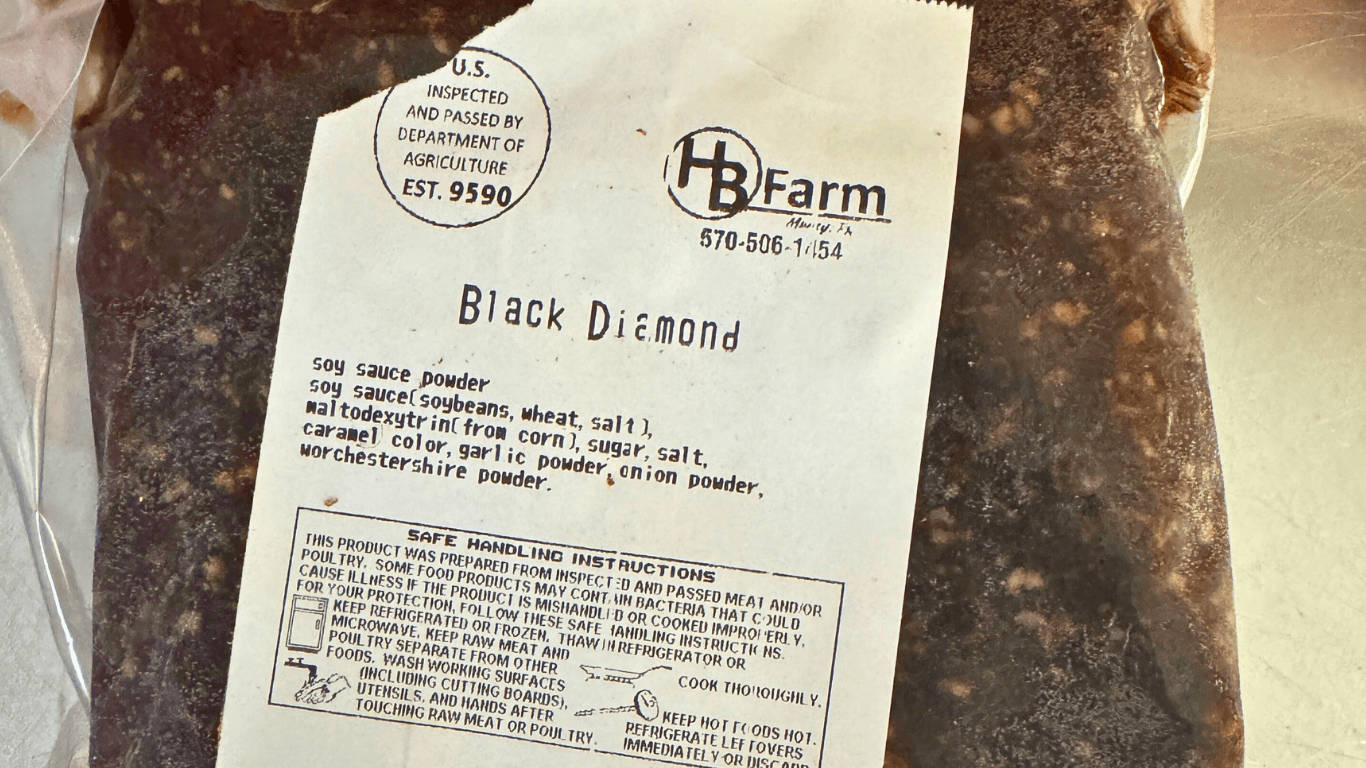 U.S.
INSPECTED
AND PASSED BY
DEPARTMENT OF
AGRICULTURE
EST. 9590
HB Farm
Muncy, PA
570-506-1454
Black Diamond
soy sauce powder
soy sauce(soybeans, wheat, salt),
maltodexytrin(from corn), sugar, salt,
caramel color, garlic powder, onion powder,
worchestershire powder.
SAFE HANDLING INSTRUCTIONS
THIS PRODUCT WAS PREPARED FROM INSPECTED AND PASSED MEAT AND/OR
POULTRY. SOME FOOD PRODUCTS MAY CONTAIN BACTERIA THAT COULD
CAUSE ILLNESS IF THE PRODUCT IS MISHANDLED OR COOKED IMPROPERLY.
FOR YOUR PROTECTION, FOLLOW THESE SAFE HANDLING INSTRUCTIONS.
KEEP REFRIGERATED OR FROZEN. THAW IN REFRIGERATOR OR
MICROWAVE. KEEP RAW MEAT AND
POULTRY SEPARATE FROM OTHER
FOODS. WASH WORKING SURFACES
(INCLUDING CUTTING BOARDS),
UTENSILS, AND HANDS AFTER
TOUCHING RAW MEAT OR POULTRY.
COOK THOROUGHLY.
KEEP HOT FOODS HOT.
REFRIGERATE LEFTOVERS
IMMEDIATELY OR DISCARD